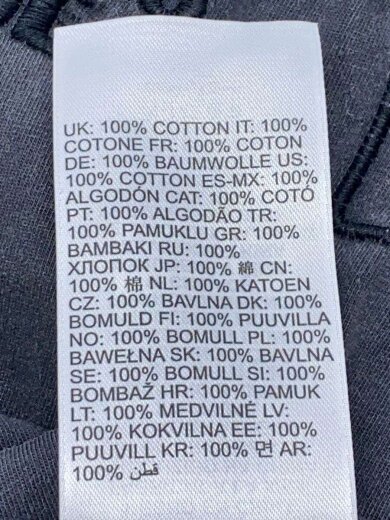 UK: 100% COTTON IT: 100%
COTONE FR: 100% COTON
DE: 100% BAUMWOLLE US:
100% COTTON ES-MX: 100%
ALGODÓN CAT: 100% COTÓ
PT: 100% ALGODÃO TR:
100% PAMUKLU GR: 100%
BAMBAKI RU: 100%
ХЛОПОК JP: 100% 綿 CN:
100% 棉 NL: 100% KATOEN
CZ: 100% BAVLNA DK: 100%
BOMULD FI: 100% PUUVILLA
NO: 100% BOMULL PL: 100%
BAWEŁNA SK: 100% BAVLNA
SE: 100% BOMULL SI: 100%
BOMBAŽ HR: 100% PAMUK
LT: 100% MEDVILNĖ LV:
100% KOKVILNA EE: 100%
PUUVILL KR: 100% 면 AR:
100% قطن